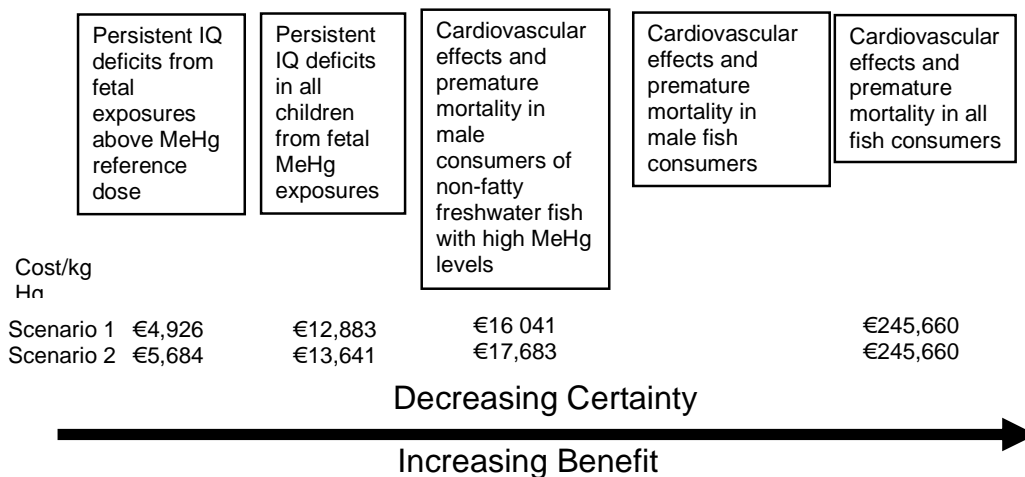 Persistent IQ
deficits from
fetal
exposures
above MeHg
reference
dose
Persistent
IQ deficits
in all
children
from fetal
MeHg
exposures
Cardiovascular
effects and
premature
mortality in
male
consumers of
non-fatty
freshwater fish
with high MeHg
levels
Cardiovascular
effects and
premature
mortality in
male fish
consumers
Cardiovascular
effects and
premature
mortality in all
fish consumers
Cost/kg
Hg
Scenario 1 €4,926 €12,883 €16 041 €245,660
Scenario 2 €5,684 €13,641 €17,683 €245,660
Decreasing Certainty
Increasing Benefit